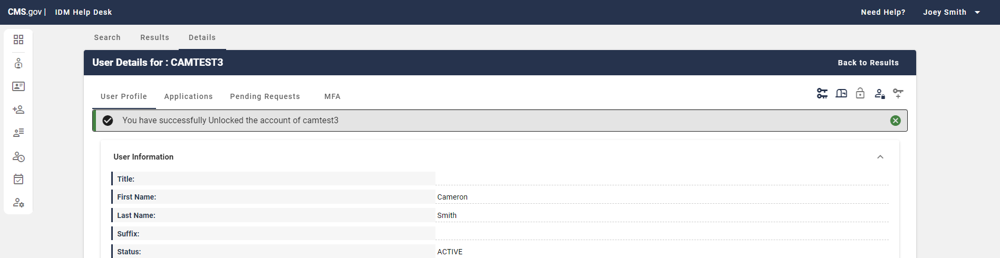 CMS.gov | IDM Help Desk Need Help? Joey Smith
Search Results Details
User Details for : CAMTEST3 Back to Results
User Profile Applications Pending Requests MFA
You have successfully Unlocked the account of camtest3
User Information
Title:
First Name: Cameron
Last Name: Smith
Suffix:
Status: ACTIVE